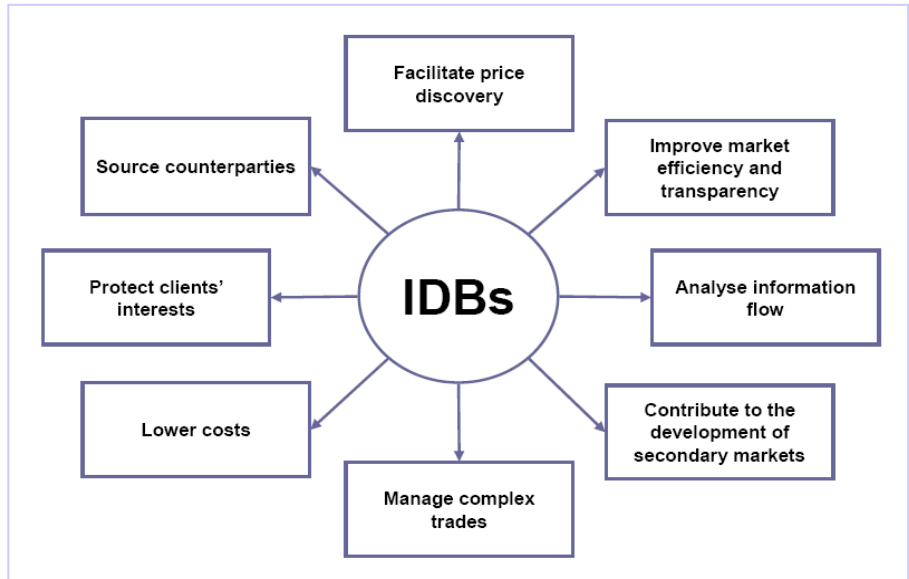 Facilitate price
discovery
Source counterparties
Improve market
efficiency and
transparency
Protect clients’
interests
IDBs
Analyse information
flow
Lower costs
Contribute to the
development of
secondary markets
Manage complex
trades